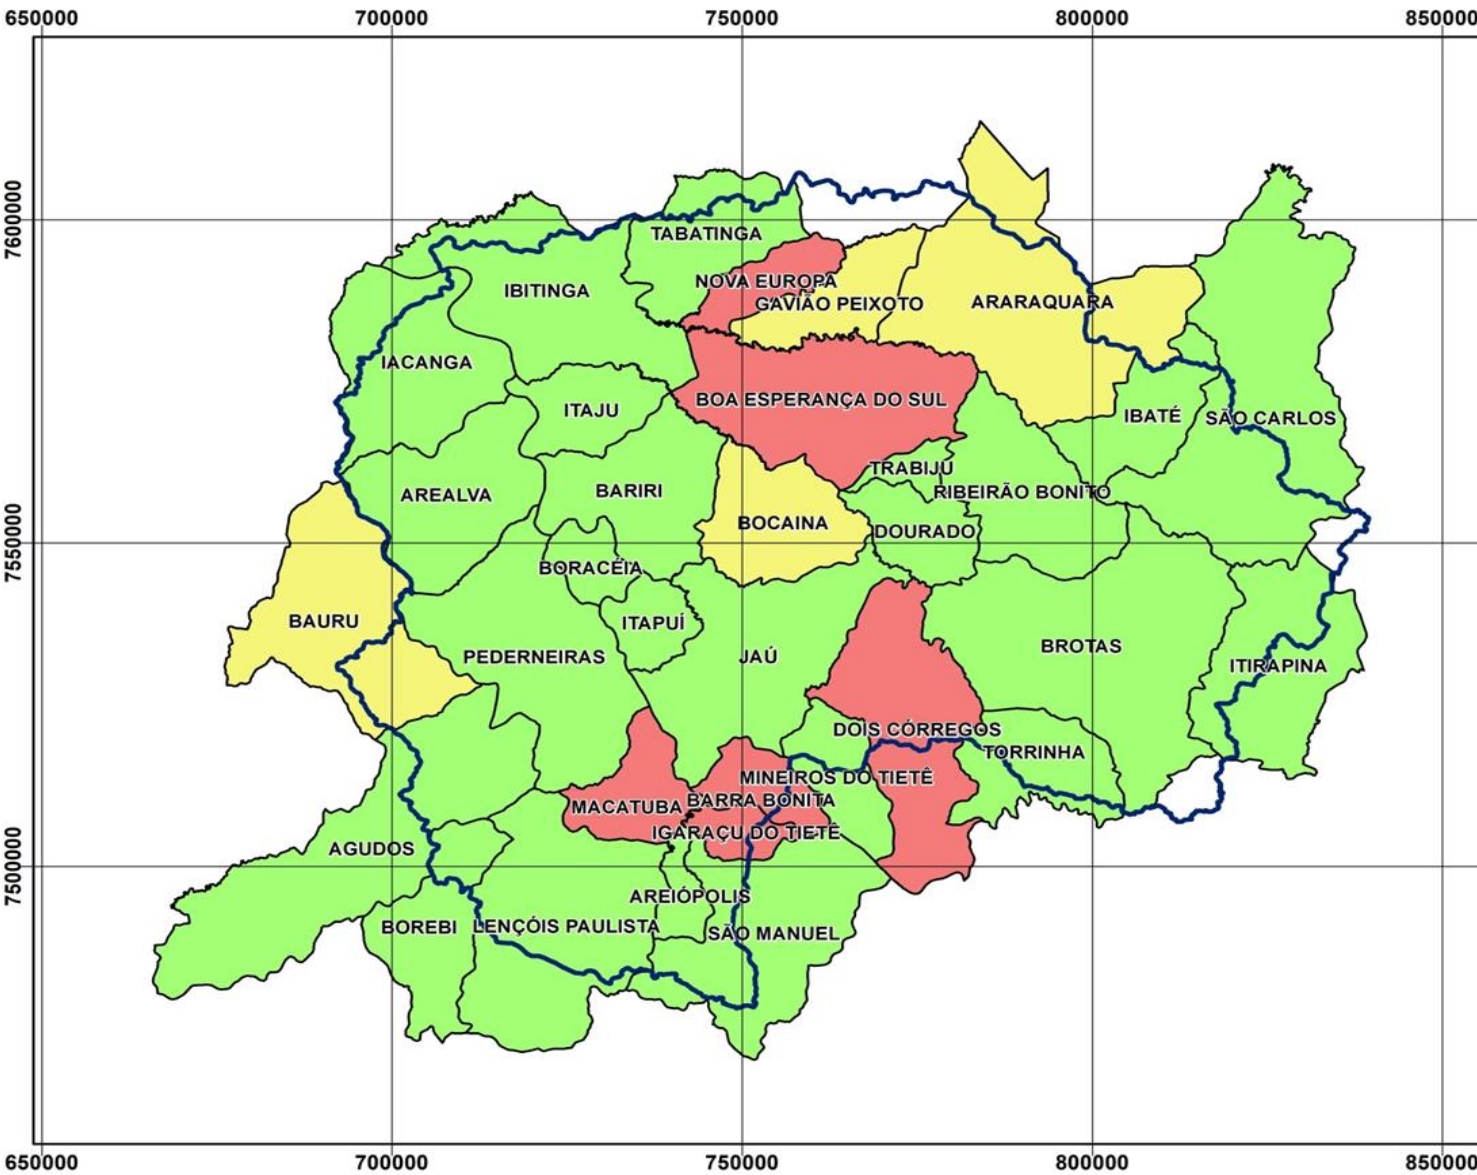 650000
700000
750000
800000
850000
7600000
TABATINGA
NOVA EUROPA
IBITINGA
GAVIÃO PEIXOTO
ARARAQUARA
IACANGA
BOA ESPERANÇA DO SUL
ITAJU
IBATÉ
SÃO CARLOS
TRABIJÚ
AREALVA
BARIRI
RIBEIRÃO BONITO
BOCAINA
DOURADO
7550000
BORACÉIA
BAURU
ITAPUÍ
BROTAS
PEDERNEIRAS
JAÚ
ITIRAPINA
DOIS CÓRREGOS
TORRINHA
MINEIROS DO TIETÊ
MACATUBA
BARRA BONITA
IGARAÇU DO TIETÊ
AGUDOS
7500000
AREIÓPOLIS
BOREBI
LENÇÓIS PAULISTA
SÃO MANUEL
650000
700000
750000
800000
850000